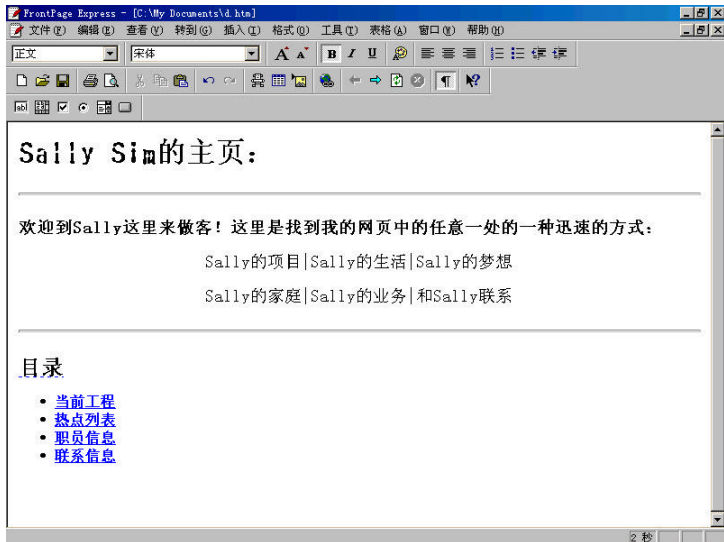 FrontPage Express - [C:\My Documents\d.htm]
文件(F) 编辑(E) 查看(V) 转到(G) 插入(I) 格式(O) 工具(T) 表格(A) 窗口(W) 帮助(H)
正文 宋体 A A B I U
Sally Sim的主页:
欢迎到Sally这里来做客！这里是找到我的网页中的任意一处的一种迅速的方式:
Sally的项目|Sally的生活|Sally的梦想
Sally的家庭|Sally的业务|和Sally联系
目录
• 当前工程
• 热点列表
• 职员信息
• 联系信息
2 秒